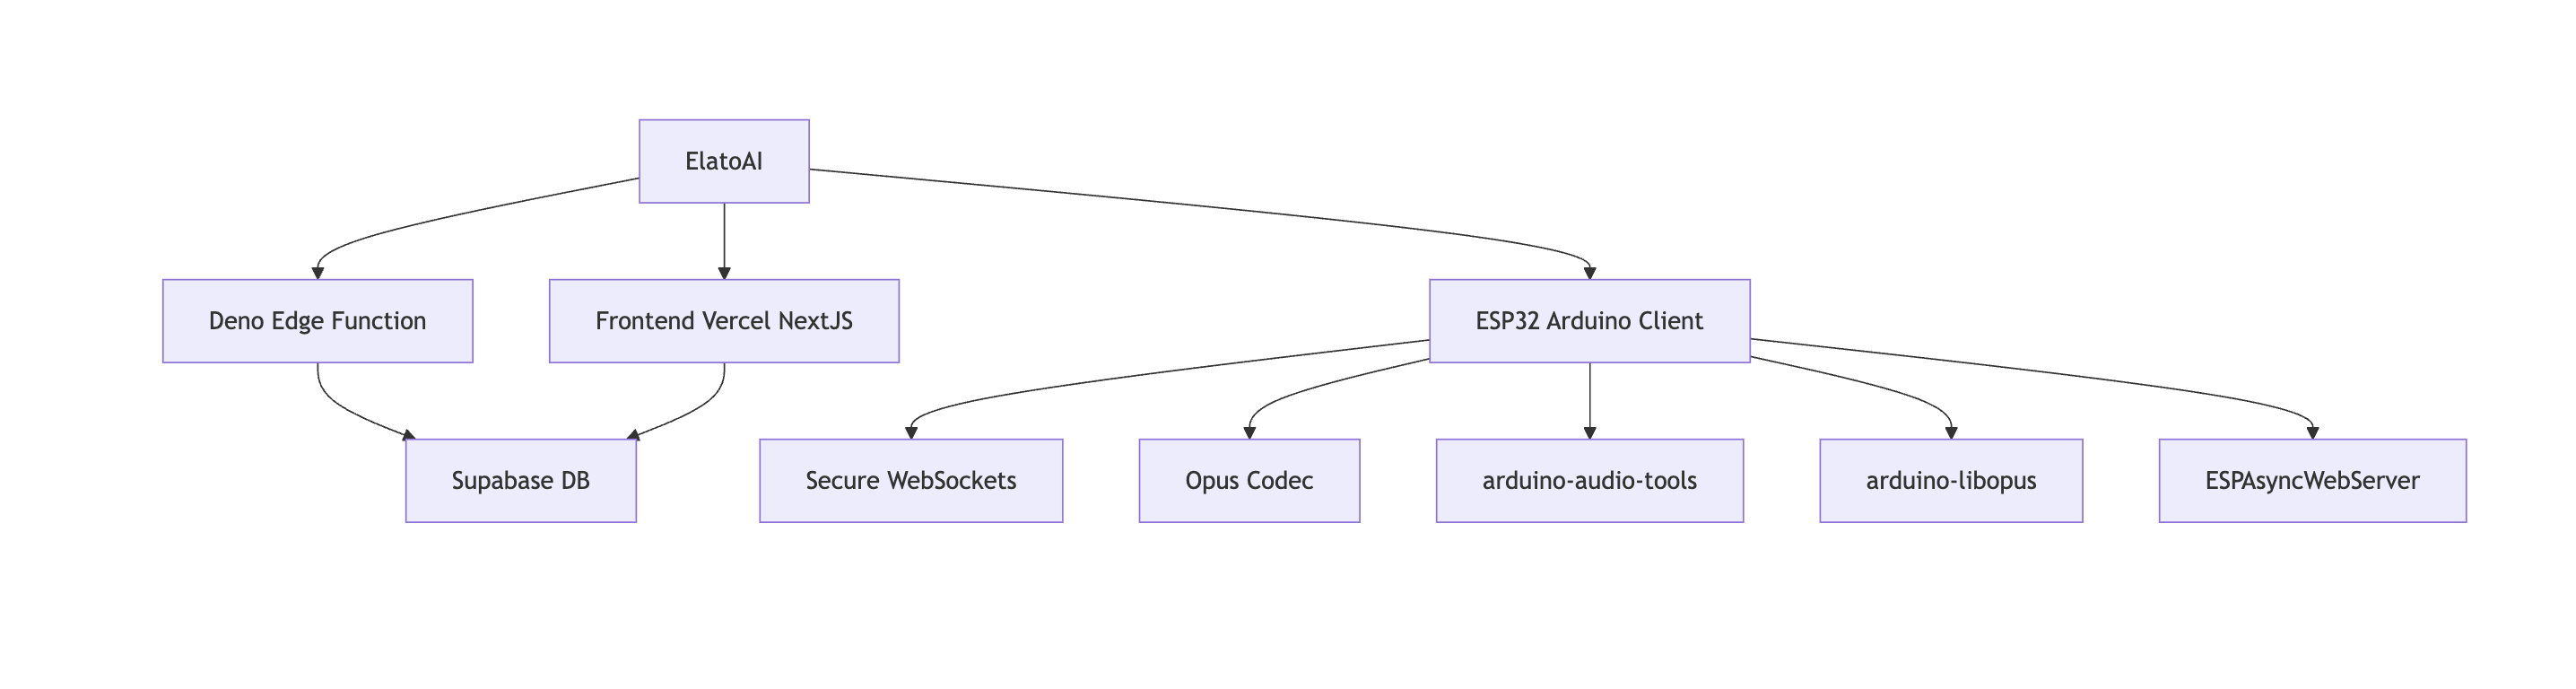 ElatoAI
Deno Edge Function
Frontend Vercel NextJS
ESP32 Arduino Client
Supabase DB
Secure WebSockets
Opus Codec
arduino-audio-tools
arduino-libopus
ESPAsyncWebServer